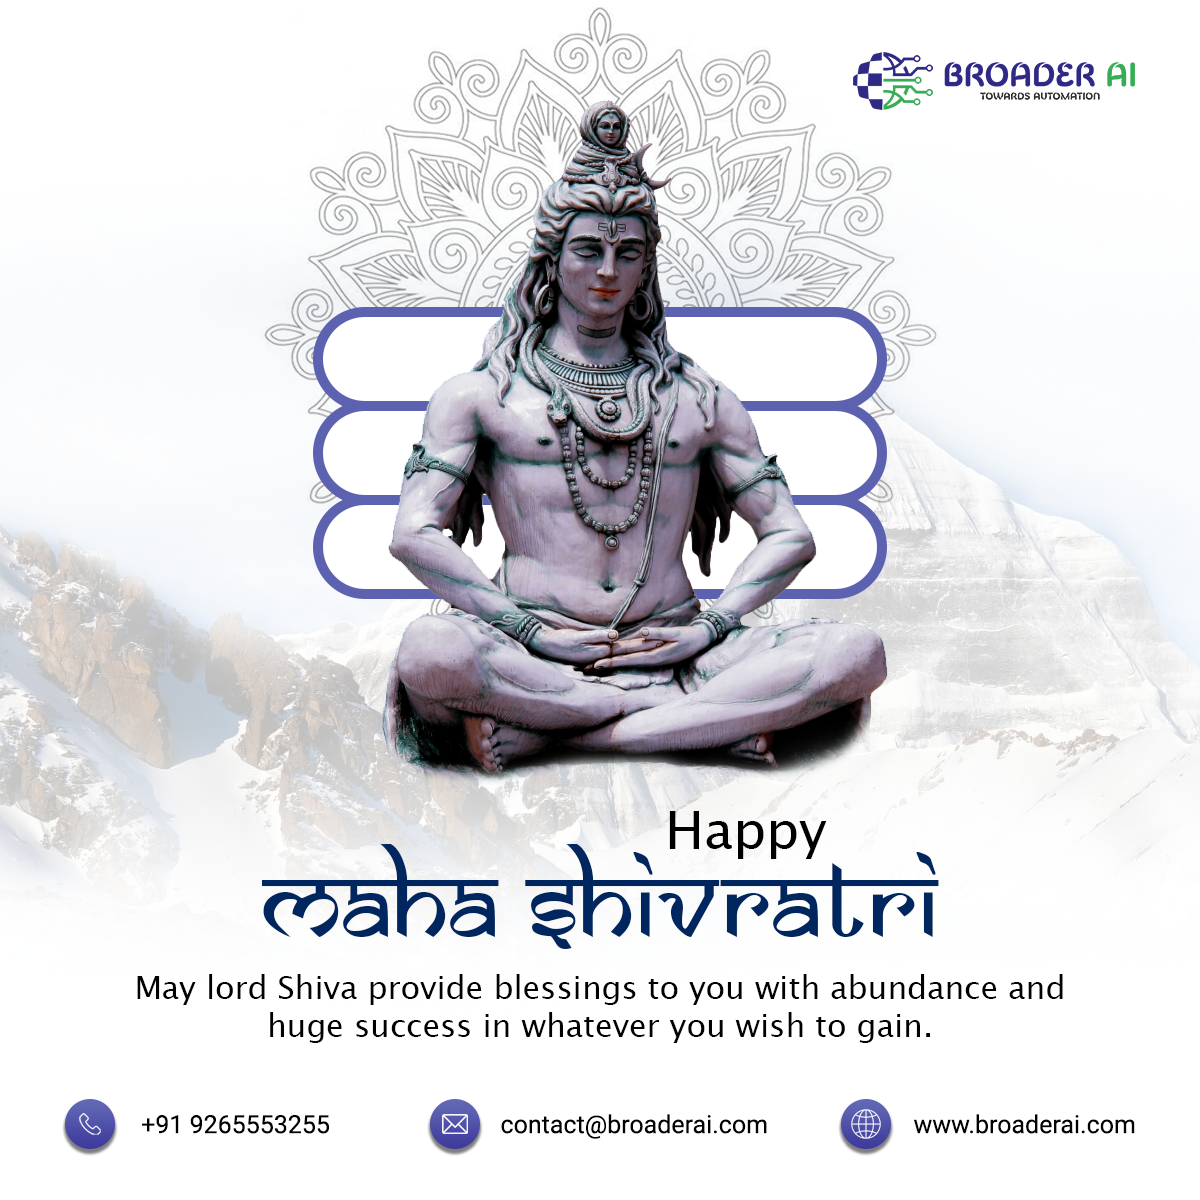 BROADER AI
TOWARDS AUTOMATION
Happy
Maha Shivratri
May lord Shiva provide blessings to you with abundance and
huge success in whatever you wish to gain.
+91 9265553255
contact@broaderai.com
www.broaderai.com